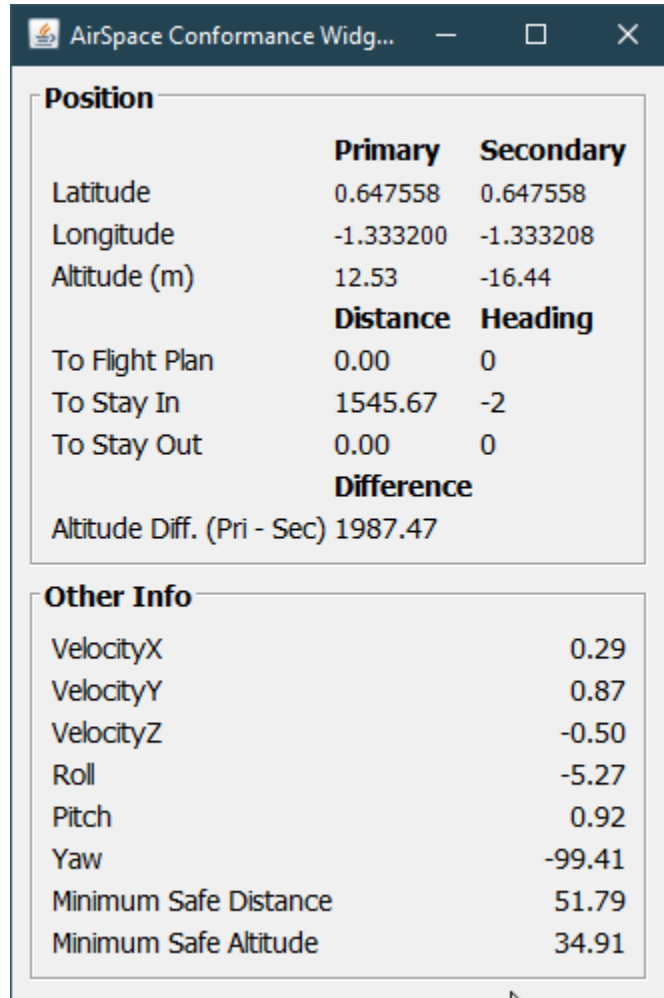 AirSpace Conformance Widg...
Position
Primary Secondary
Latitude 0.647558 0.647558
Longitude -1.333200 -1.333208
Altitude (m) 12.53 -16.44
Distance Heading
To Flight Plan 0.00 0
To Stay In 1545.67 -2
To Stay Out 0.00 0
Difference
Altitude Diff. (Pri - Sec) 1987.47
Other Info
VelocityX 0.29
VelocityY 0.87
VelocityZ -0.50
Roll -5.27
Pitch 0.92
Yaw -99.41
Minimum Safe Distance 51.79
Minimum Safe Altitude 34.91